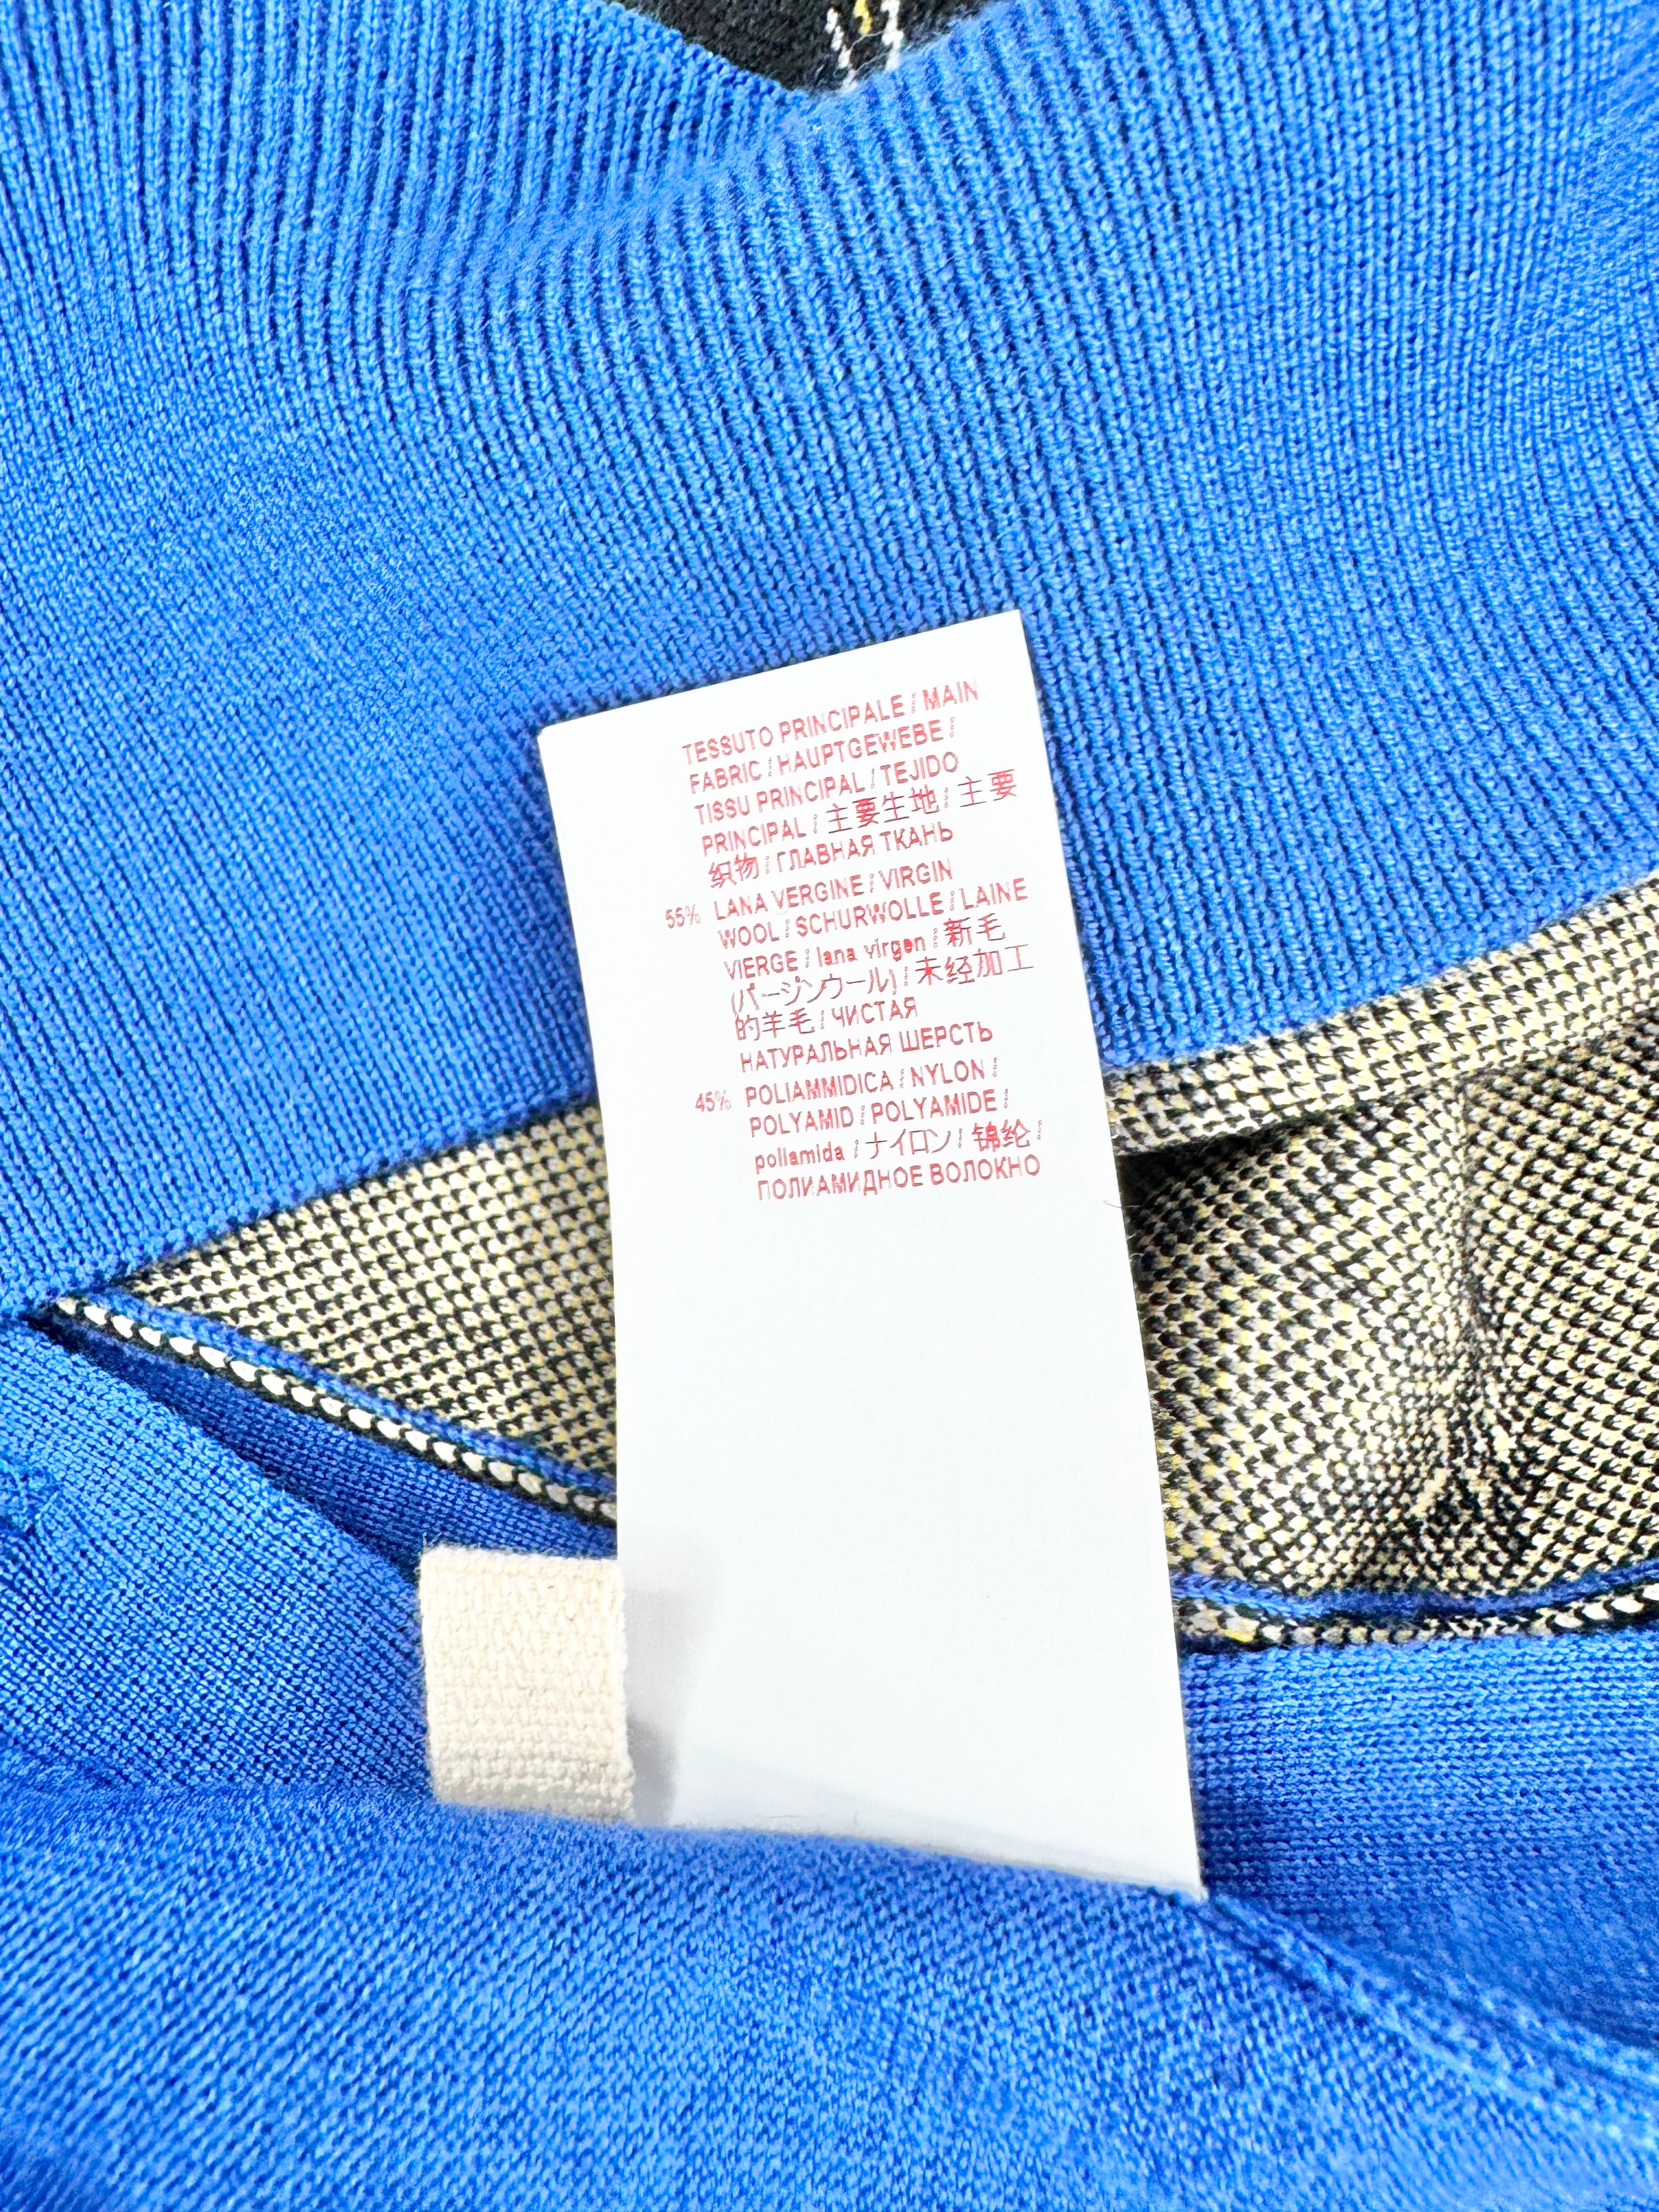 TESSUTO PRINCIPALE / MAIN
FABRIC / HAUPTGEWEBE /
TISSU PRINCIPAL / TEJIDO
PRINCIPAL / 主要生地 / 主要
织物 / ГЛАВНАЯ ТКАНЬ
55% LANA VERGINE / VIRGIN
WOOL / SCHURWOLLE / LAINE
VIERGE / lana virgen / 新毛
(バージンウール) / 未经加工
的羊毛 / ЧИСТАЯ
НАТУРАЛЬНАЯ ШЕРСТЬ
45% POLIAMMIDICA / NYLON /
POLYAMID / POLYAMIDE /
poliamida / ナイロン / 锦纶 /
ПОЛИАМИДНОЕ ВОЛОКНО